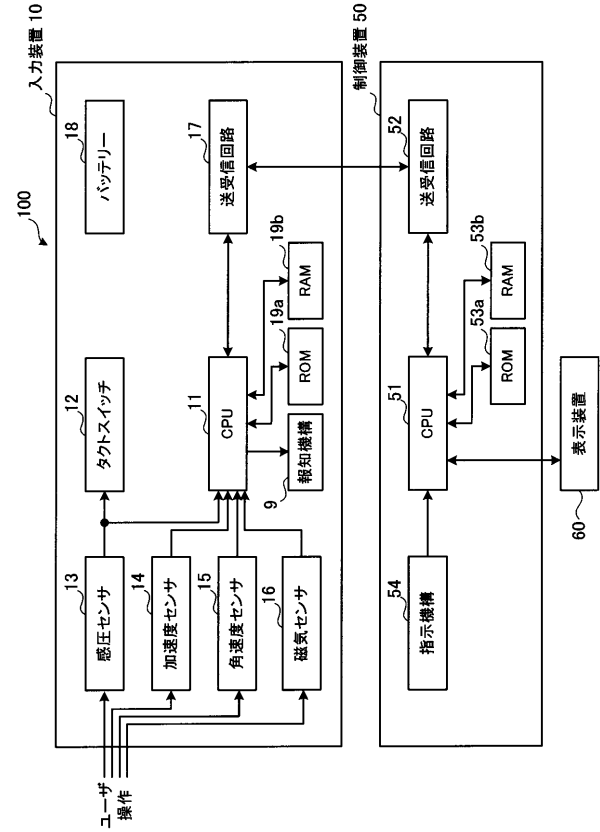 100
入力装置 10
ユーザ
操作
感圧センサ
13
加速度センサ
14
角速度センサ
15
磁気センサ
16
タクトスイッチ
12
バッテリー
18
CPU
11
送受信回路
17
報知機構
9
ROM
19a
RAM
19b
制御装置 50
指示機構
54
CPU
51
送受信回路
52
ROM
53a
RAM
53b
表示装置
60